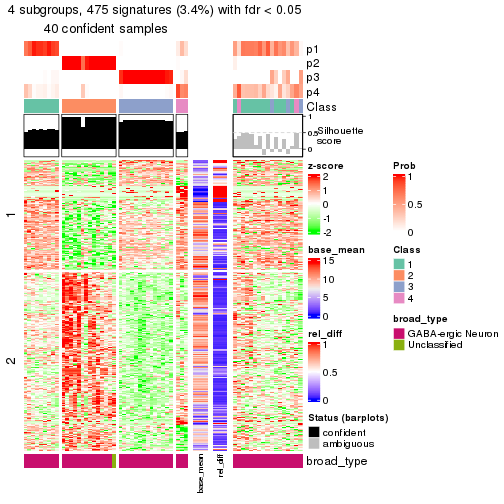 4 subgroups, 475 signatures (3.4%) with fdr < 0.05
40 confident samples
p1
p2
p3
p4
Class
1
0.5
0
Silhouette
score
1
2
z-score
2
1
0
-1
-2
base_mean
15
10
5
0
rel_diff
1
0.5
0
Status (barplots)
confident
ambiguous
Prob
1
0.5
0
Class
1
2
3
4
broad_type
GABA-ergic Neuron
Unclassified
base_mean
rel_diff
broad_type